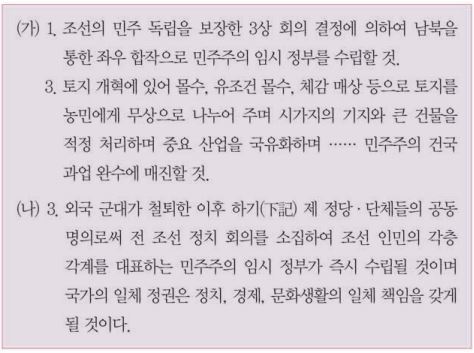 (가) 1. 조선의 민주 독립을 보장한 3상 회의 결정에 의하여 남북을
통한 좌우 합작으로 민주주의 임시 정부를 수립할 것.
3. 토지 개혁에 있어 몰수, 유조건 몰수, 체감 매상 등으로 토지를
농민에게 무상으로 나누어 주며 시가지의 기지와 큰 건물을
적정 처리하며 중요 산업을 국유화하며 …… 민주주의 건국
과업 완수에 매진할 것.
(나) 3. 외국 군대가 철퇴한 이후 하기(下記) 제 정당·단체들의 공동
명의로써 전 조선 정치 회의를 소집하여 조선 인민의 각층
각계를 대표하는 민주주의 임시 정부가 즉시 수립될 것이며
국가의 일체 정권은 정치, 경제, 문화생활의 일체 책임을 갖게
될 것이다.